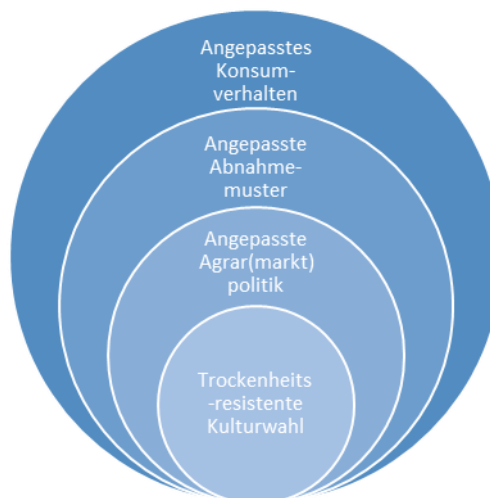 Angepasstes
Konsum-
verhalten
Angepasste
Abnahme-
muster
Angepasste
Agrar(markt)
politik
Trockenheits
-resistente
Kulturwahl